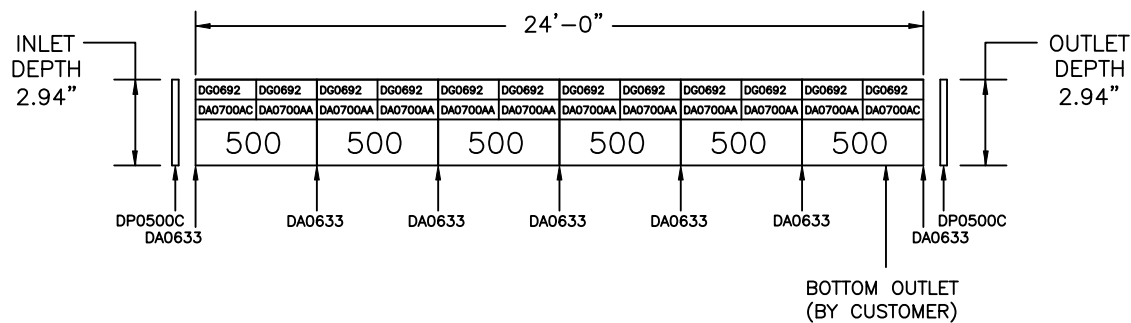 24'-0"
INLET
DEPTH
2.94"
OUTLET
DEPTH
2.94"
DG0692 DG0692 DG0692 DG0692 DG0692 DG0692 DG0692 DG0692 DG0692 DG0692 DG0692 DG0692
DA0700AC DA0700AA DA0700AA DA0700AA DA0700AA DA0700AA DA0700AA DA0700AA DA0700AA DA0700AA DA0700AA DA0700AC
500 500 500 500 500 500
DP0500C DA0633 DA0633 DA0633 DA0633 DA0633 DP0500C
DA0633 DA0633
BOTTOM OUTLET
(BY CUSTOMER)